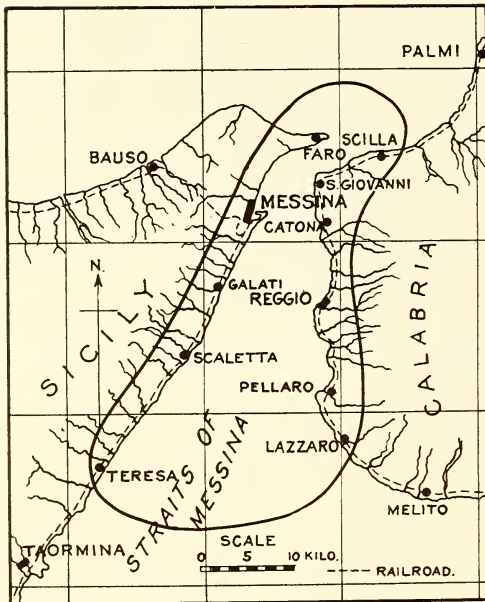 PALMI
BAUSO
FARO
SCILLA
S.GIOVANNI
MESSINA
CATONA
N.
GALATI
REGGIO
SICILY
CALABRIA
SCALETTA
PELLARO
LAZZARO
STRAITS OF
MESSINA
TERESA
MELITO
TAORMINA
SCALE
0 5 10 KILO.
RAILROAD.